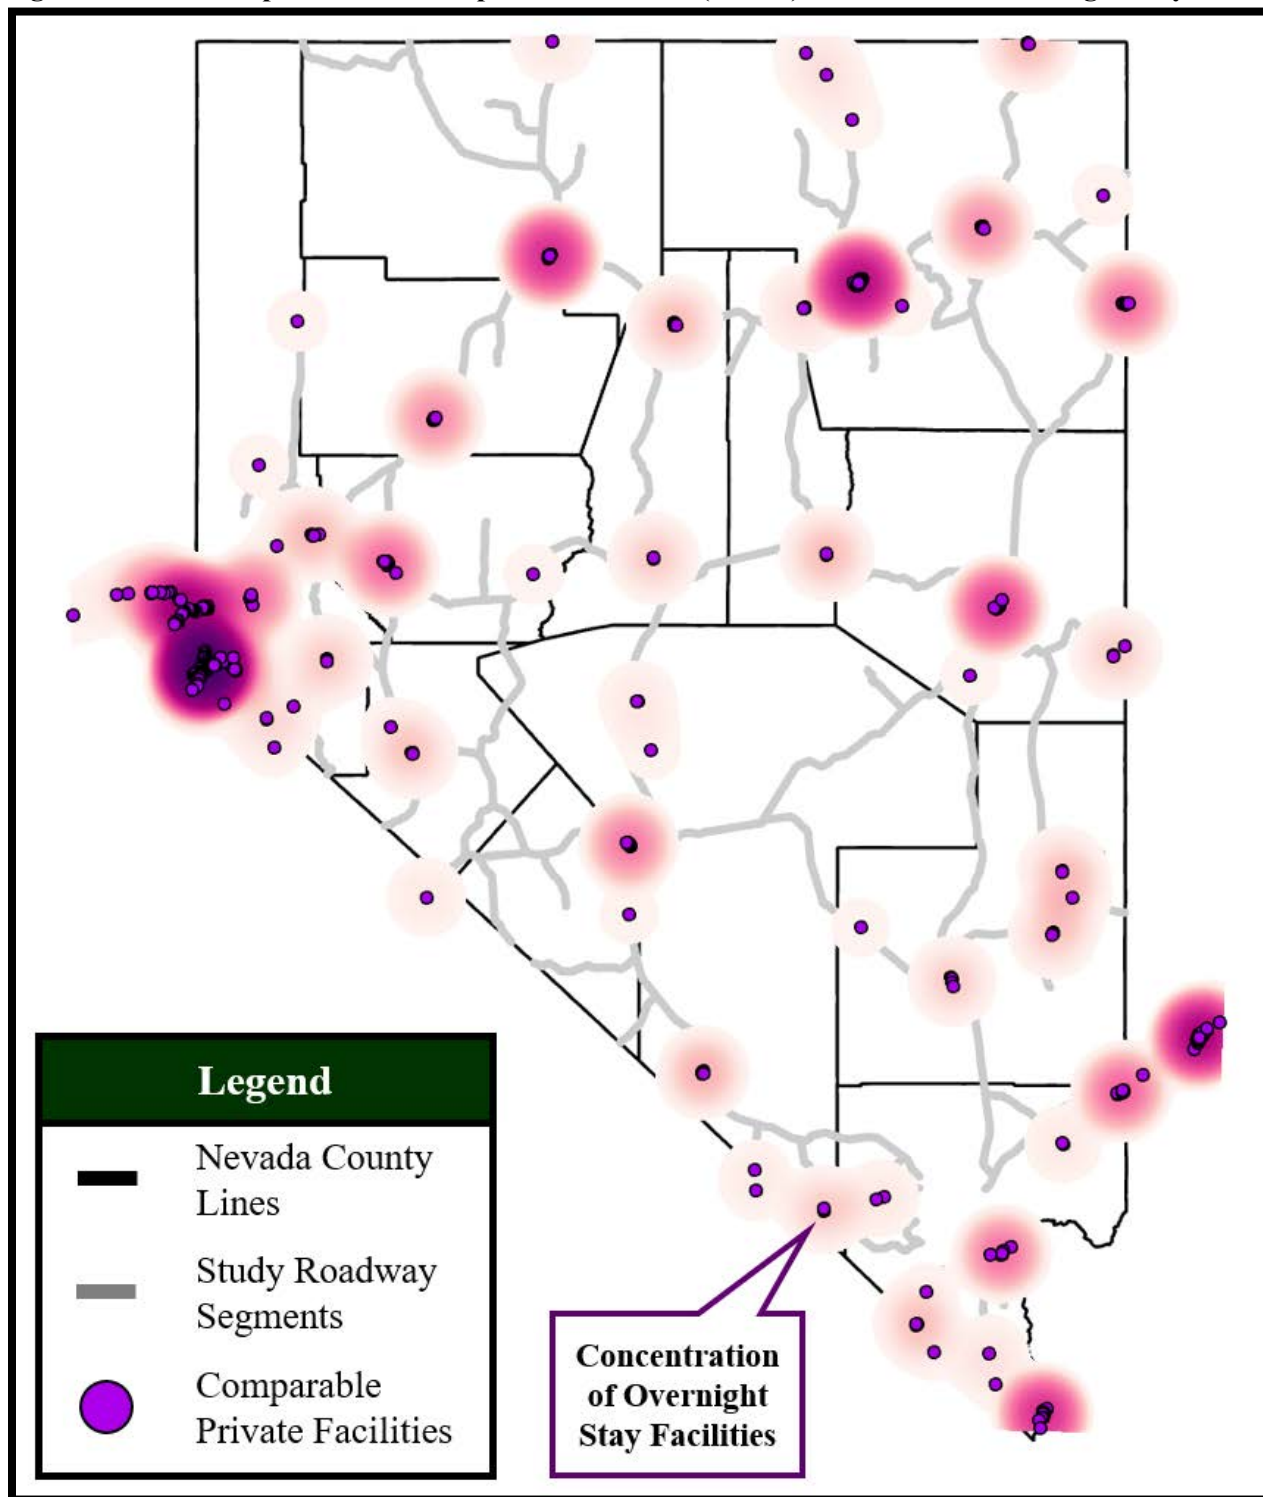 Legend
Nevada County
Lines
Study Roadway
Segments
Comparable
Private Facilities
Concentration
of Overnight
Stay Facilities